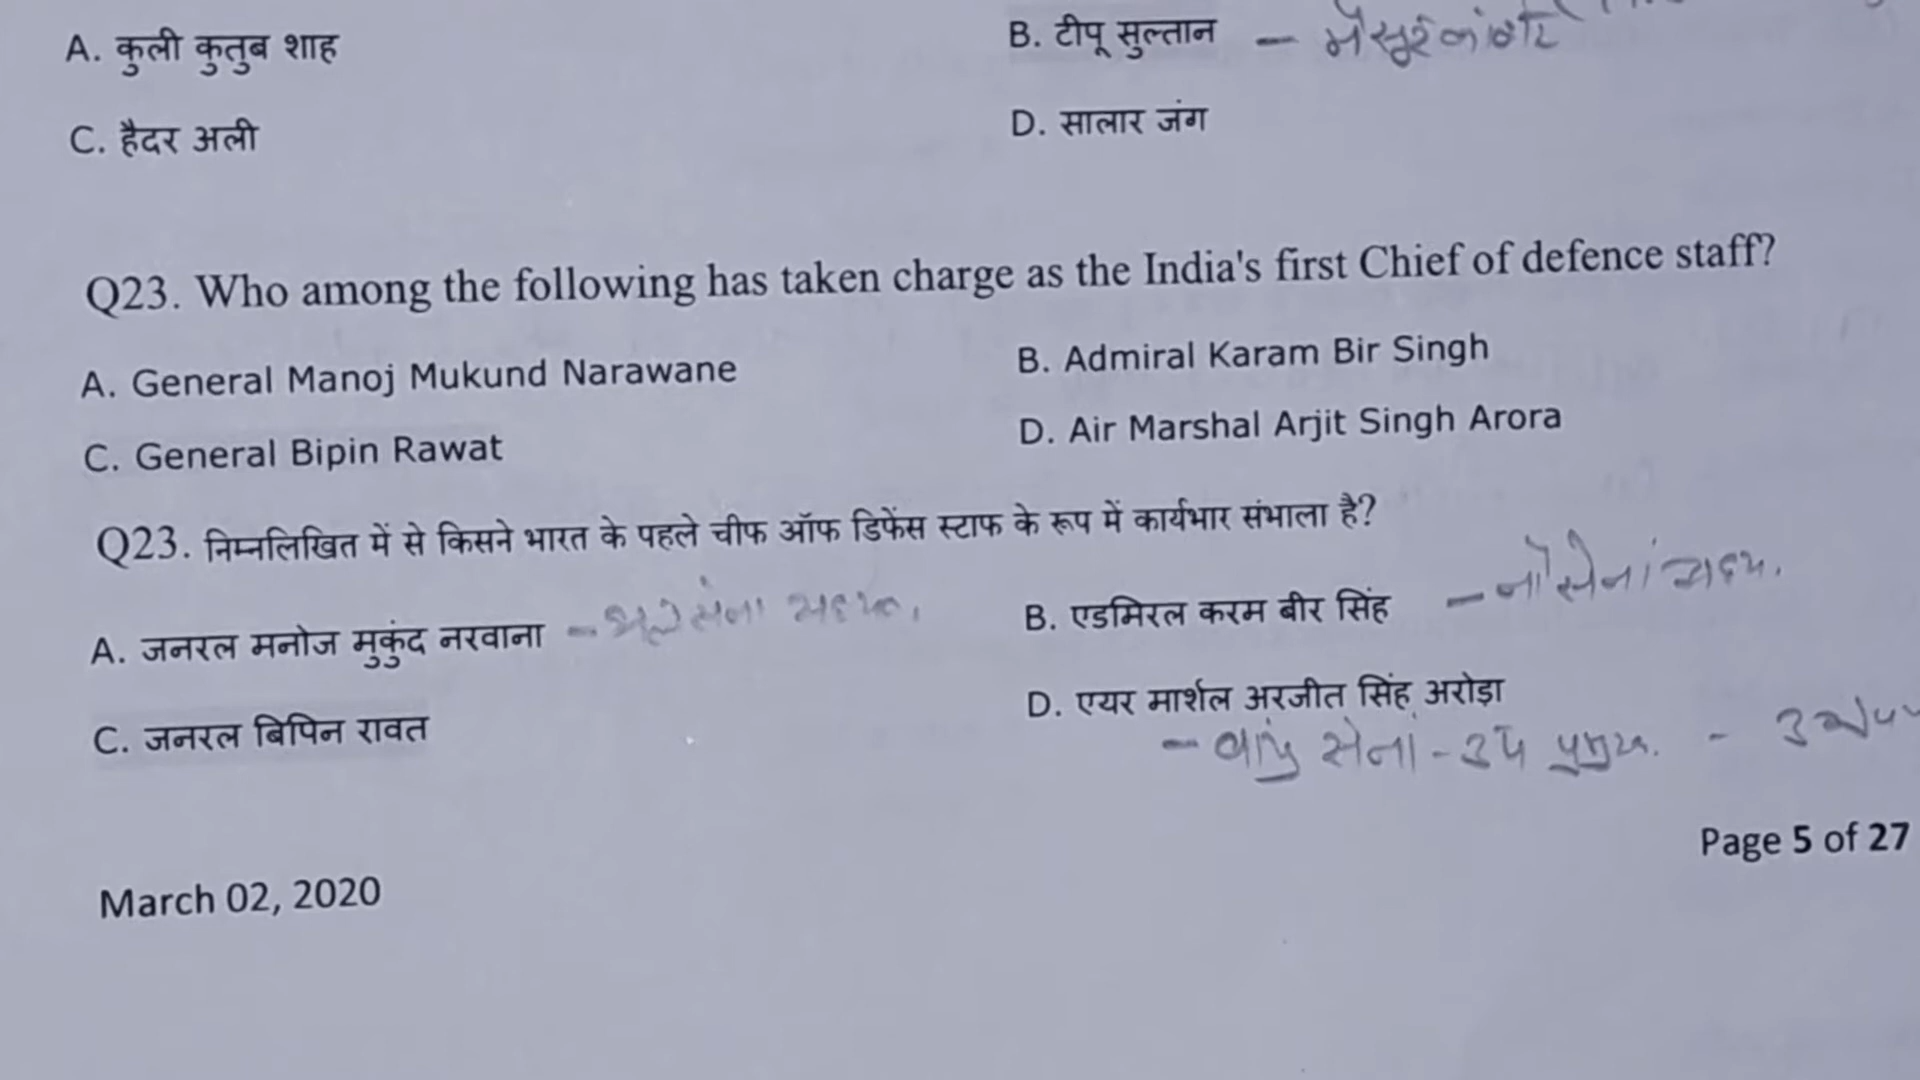 A. कुली कुतुब शाह B. टीपू सुल्तान –
C. हैदर अली D. सालार जंग
Q23. Who among the following has taken charge as the India's first Chief of defence staff?
A. General Manoj Mukund Narawane B. Admiral Karam Bir Singh
C. General Bipin Rawat D. Air Marshal Arjit Singh Arora
Q23. निम्नलिखित में से किसने भारत के पहले चीफ ऑफ डिफेंस स्टाफ के रूप में कार्यभार संभाला है?
A. जनरल मनोज मुकुंद नरवाना – B. एडमिरल करम बीर सिंह –
C. जनरल बिपिन रावत D. एयर मार्शल अरजीत सिंह अरोड़ा
– वायु सेना - उप प्रमुख. -
Page 5 of 27
March 02, 2020